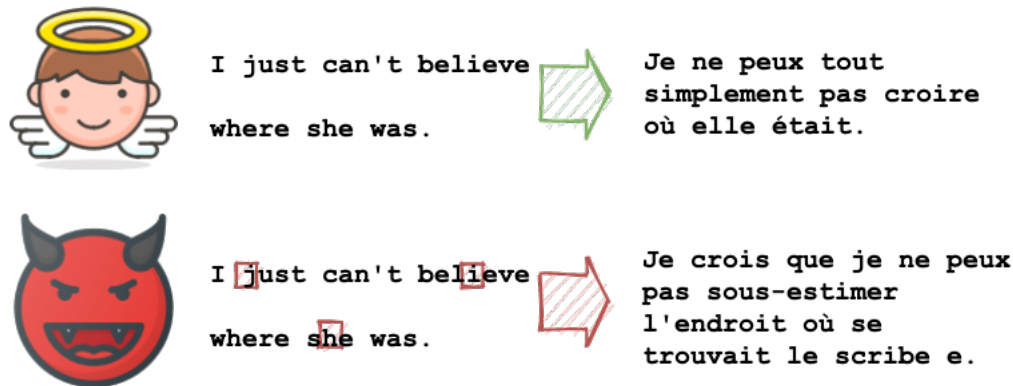 I just can't believe
where she was.
Je ne peux tout
simplement pas croire
où elle était.
I just can't believe
where she was.
Je crois que je ne peux
pas sous-estimer
l'endroit où se
trouvait le scribe e.